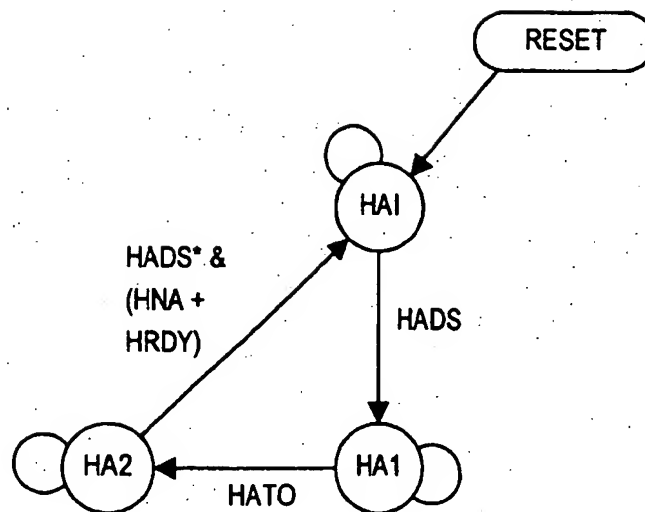 RESET
HAI
HADS* &
(HNA +
HRDY)
HADS
HA2
HATO
HA1